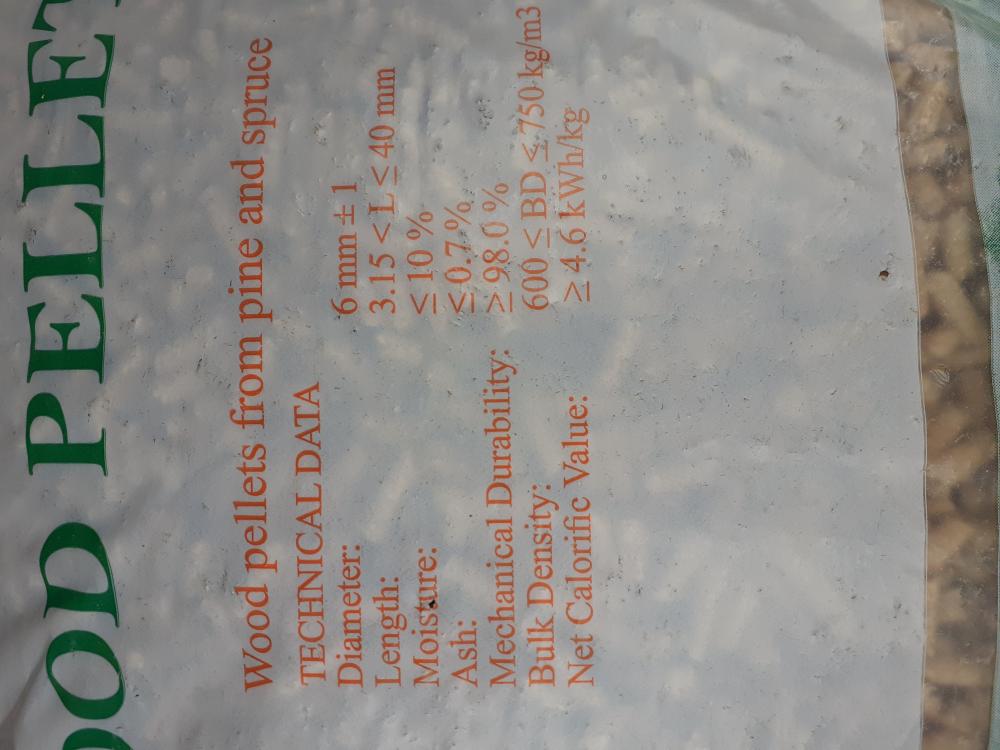 OOD PELLET
Wood pellets from pine and spruce
TECHNICAL DATA
Diameter: 6 mm ± 1
Length: 3.15 < L ≤ 40 mm
Moisture: ≤ 10 %
Ash: ≤ 0.7 %
Mechanical Durability: ≥ 98.0 %
Bulk Density: 600 ≤ BD ≤ 750 kg/m3
Net Calorific Value: ≥ 4.6 kWh/kg